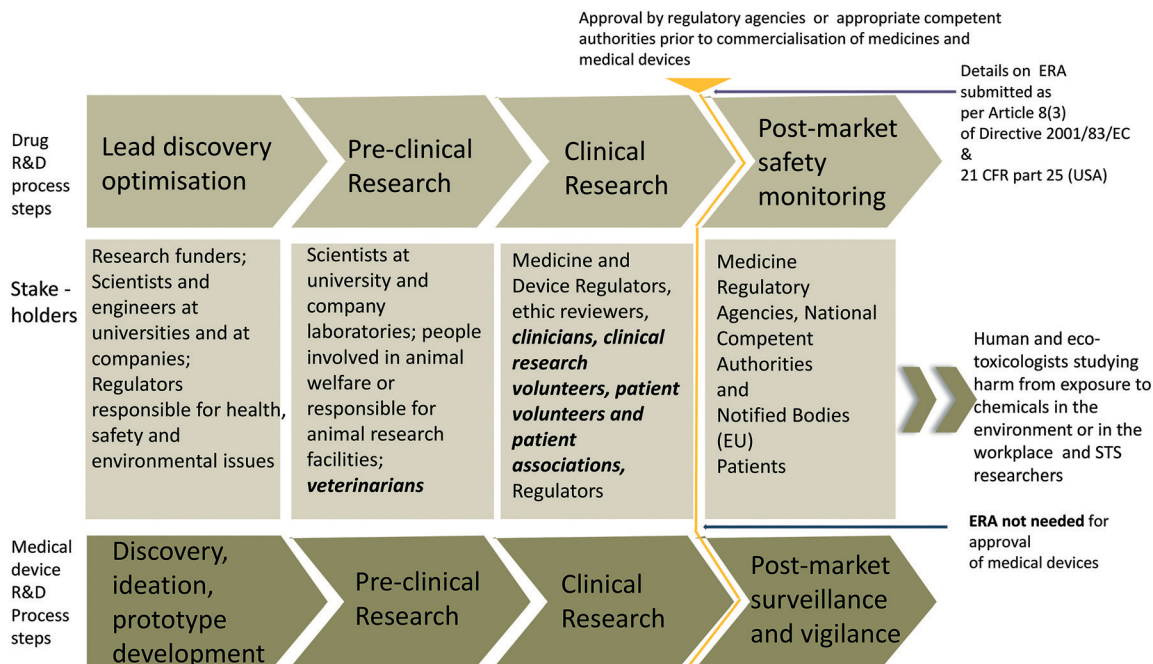 Approval by regulatory agencies or appropriate competent
authorities prior to commercialisation of medicines and
medical devices
Details on ERA
submitted as
per Article 8(3)
of Directive 2001/83/EC
&
21 CFR part 25 (USA)
Drug
R&D
process
steps
Lead discovery
optimisation
Pre-clinical
Research
Clinical
Research
Post-market
safety
monitoring
Stake -
holders
Research funders;
Scientists and
engineers at
universities and at
companies;
Regulators
responsible for health,
safety and
environmental issues
Scientists at
university and
company
laboratories; people
involved in animal
welfare or
responsible for
animal research
facilities;
veterinarians
Medicine and
Device Regulators,
ethic reviewers,
clinicians, clinical
research
volunteers, patient
volunteers and
patient
associations,
Regulators
Medicine
Regulatory
Agencies, National
Competent
Authorities
and
Notified Bodies
(EU)
Patients
Human and eco-
toxicologists studying
harm from exposure to
chemicals in the
environment or in the
workplace and STS
researchers
ERA not needed for
approval
of medical devices
Medical
device
R&D
Process
steps
Discovery,
ideation,
prototype
development
Pre-clinical
Research
Clinical
Research
Post-market
surveillance
and vigilance